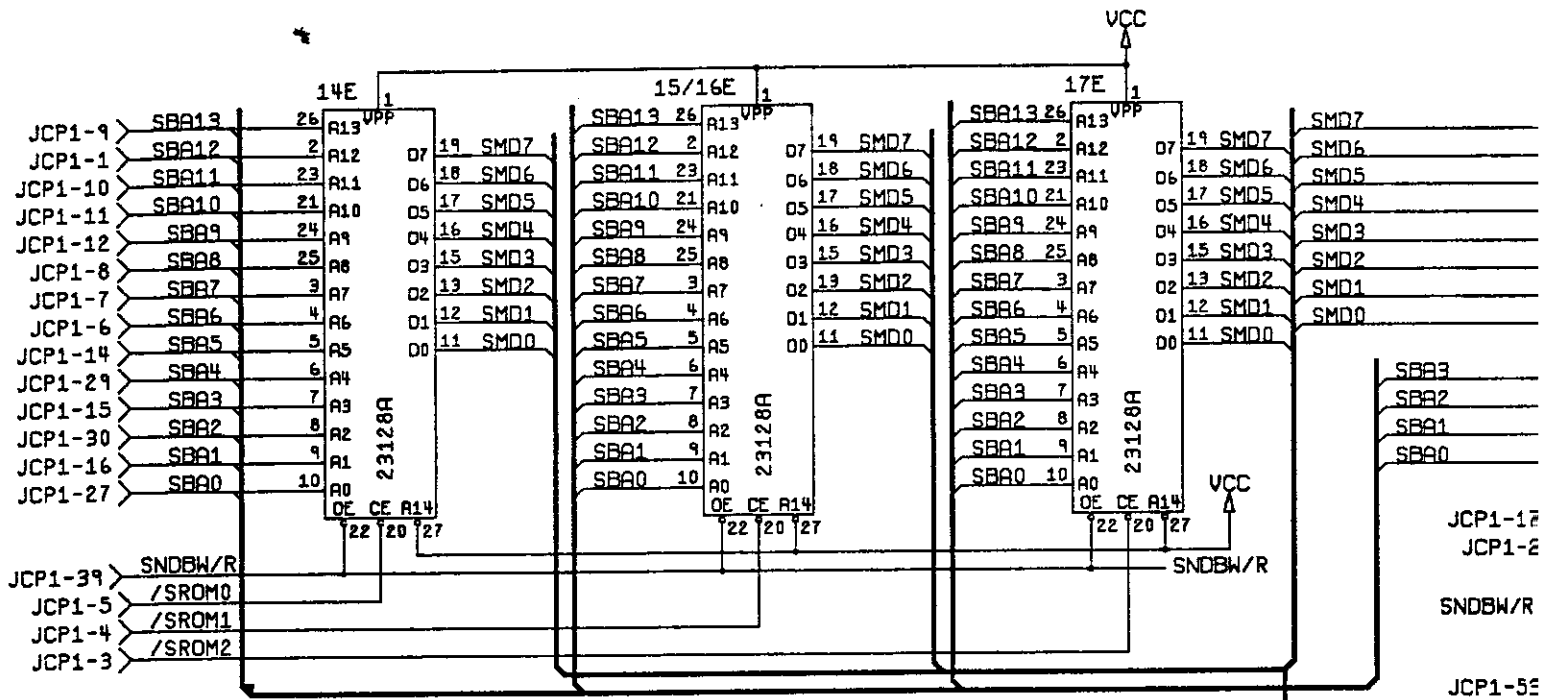 VCC
14E 15/16E 17E
1 VPP 1 VPP 1 VPP
JCP1-9 SBA13 26 A13 SBA13 26 A13 SBA13 26 A13 SMD7
JCP1-1 SBA12 2 A12 D7 19 SMD7 SBA12 2 A12 D7 19 SMD7 SBA12 2 A12 D7 19 SMD7 SMD6
JCP1-10 SBA11 23 A11 D6 18 SMD6 SBA11 23 A11 D6 18 SMD6 SBA11 23 A11 D6 18 SMD6 SMD5
JCP1-11 SBA10 21 A10 D5 17 SMD5 SBA10 21 A10 D5 17 SMD5 SBA10 21 A10 D5 17 SMD5 SMD4
JCP1-12 SBA9 24 A9 D4 16 SMD4 SBA9 24 A9 D4 16 SMD4 SBA9 24 A9 D4 16 SMD4 SMD3
JCP1-8 SBA8 25 A8 D3 15 SMD3 SBA8 25 A8 D3 15 SMD3 SBA8 25 A8 D3 15 SMD3 SMD2
JCP1-7 SBA7 3 A7 D2 13 SMD2 SBA7 3 A7 D2 13 SMD2 SBA7 3 A7 D2 13 SMD2 SMD1
JCP1-6 SBA6 4 A6 D1 12 SMD1 SBA6 4 A6 D1 12 SMD1 SBA6 4 A6 D1 12 SMD1 SMD0
JCP1-14 SBA5 5 A5 D0 11 SMD0 SBA5 5 A5 D0 11 SMD0 SBA5 5 A5 D0 11 SMD0
JCP1-29 SBA4 6 A4 SBA4 6 A4 SBA4 6 A4 SBA3
JCP1-15 SBA3 7 A3 SBA3 7 A3 SBA3 7 A3 SBA2
JCP1-30 SBA2 8 A2 SBA2 8 A2 SBA2 8 A2 SBA1
JCP1-16 SBA1 9 A1 SBA1 9 A1 SBA1 9 A1 SBA0
JCP1-27 SBA0 10 A0 SBA0 10 A0 SBA0 10 A0
23128A 23128A 23128A
VCC
OE CE A14 OE CE A14 OE CE A14
22 20 27 22 20 27 22 20 27
JCP1-2
JCP1-39 SNDBW/R SNDBW/R
JCP1-5 /SROM0
SNDBW/R
JCP1-4 /SROM1
JCP1-3 /SROM2